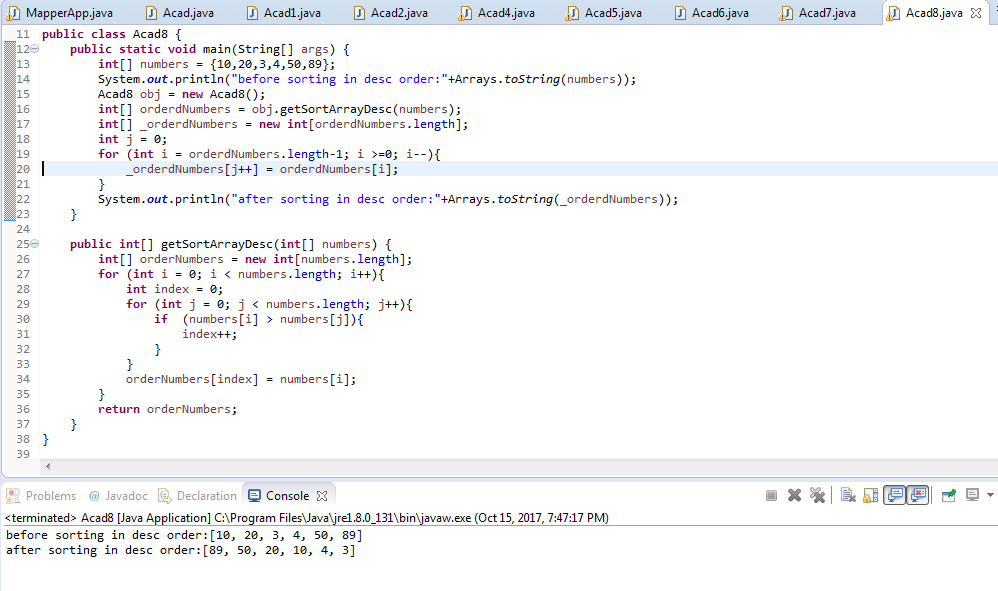 MapperApp.java Acad.java Acad1.java Acad2.java Acad4.java Acad5.java Acad6.java Acad7.java Acad8.java
11 public class Acad8 {
12 public static void main(String[] args) {
13 int[] numbers = {10,20,3,4,50,89};
14 System.out.println("before sorting in desc order:"+Arrays.toString(numbers));
15 Acad8 obj = new Acad8();
16 int[] orderdNumbers = obj.getSortArrayDesc(numbers);
17 int[] _orderdNumbers = new int[orderdNumbers.length];
18 int j = 0;
19 for (int i = orderdNumbers.length-1; i >=0; i--){
20 _orderdNumbers[j++] = orderdNumbers[i];
21 }
22 System.out.println("after sorting in desc order:"+Arrays.toString(_orderdNumbers));
23 }
24
25 public int[] getSortArrayDesc(int[] numbers) {
26 int[] orderNumbers = new int[numbers.length];
27 for (int i = 0; i < numbers.length; i++){
28 int index = 0;
29 for (int j = 0; j < numbers.length; j++){
30 if  (numbers[i] > numbers[j]){
31 index++;
32 }
33 }
34 orderNumbers[index] = numbers[i];
35 }
36 return orderNumbers;
37 }
38 }
39
Problems @ Javadoc Declaration Console
<terminated> Acad8 [Java Application] C:\Program Files\Java\jre1.8.0_131\bin\javaw.exe (Oct 15, 2017, 7:47:17 PM)
before sorting in desc order:[10, 20, 3, 4, 50, 89]
after sorting in desc order:[89, 50, 20, 10, 4, 3]